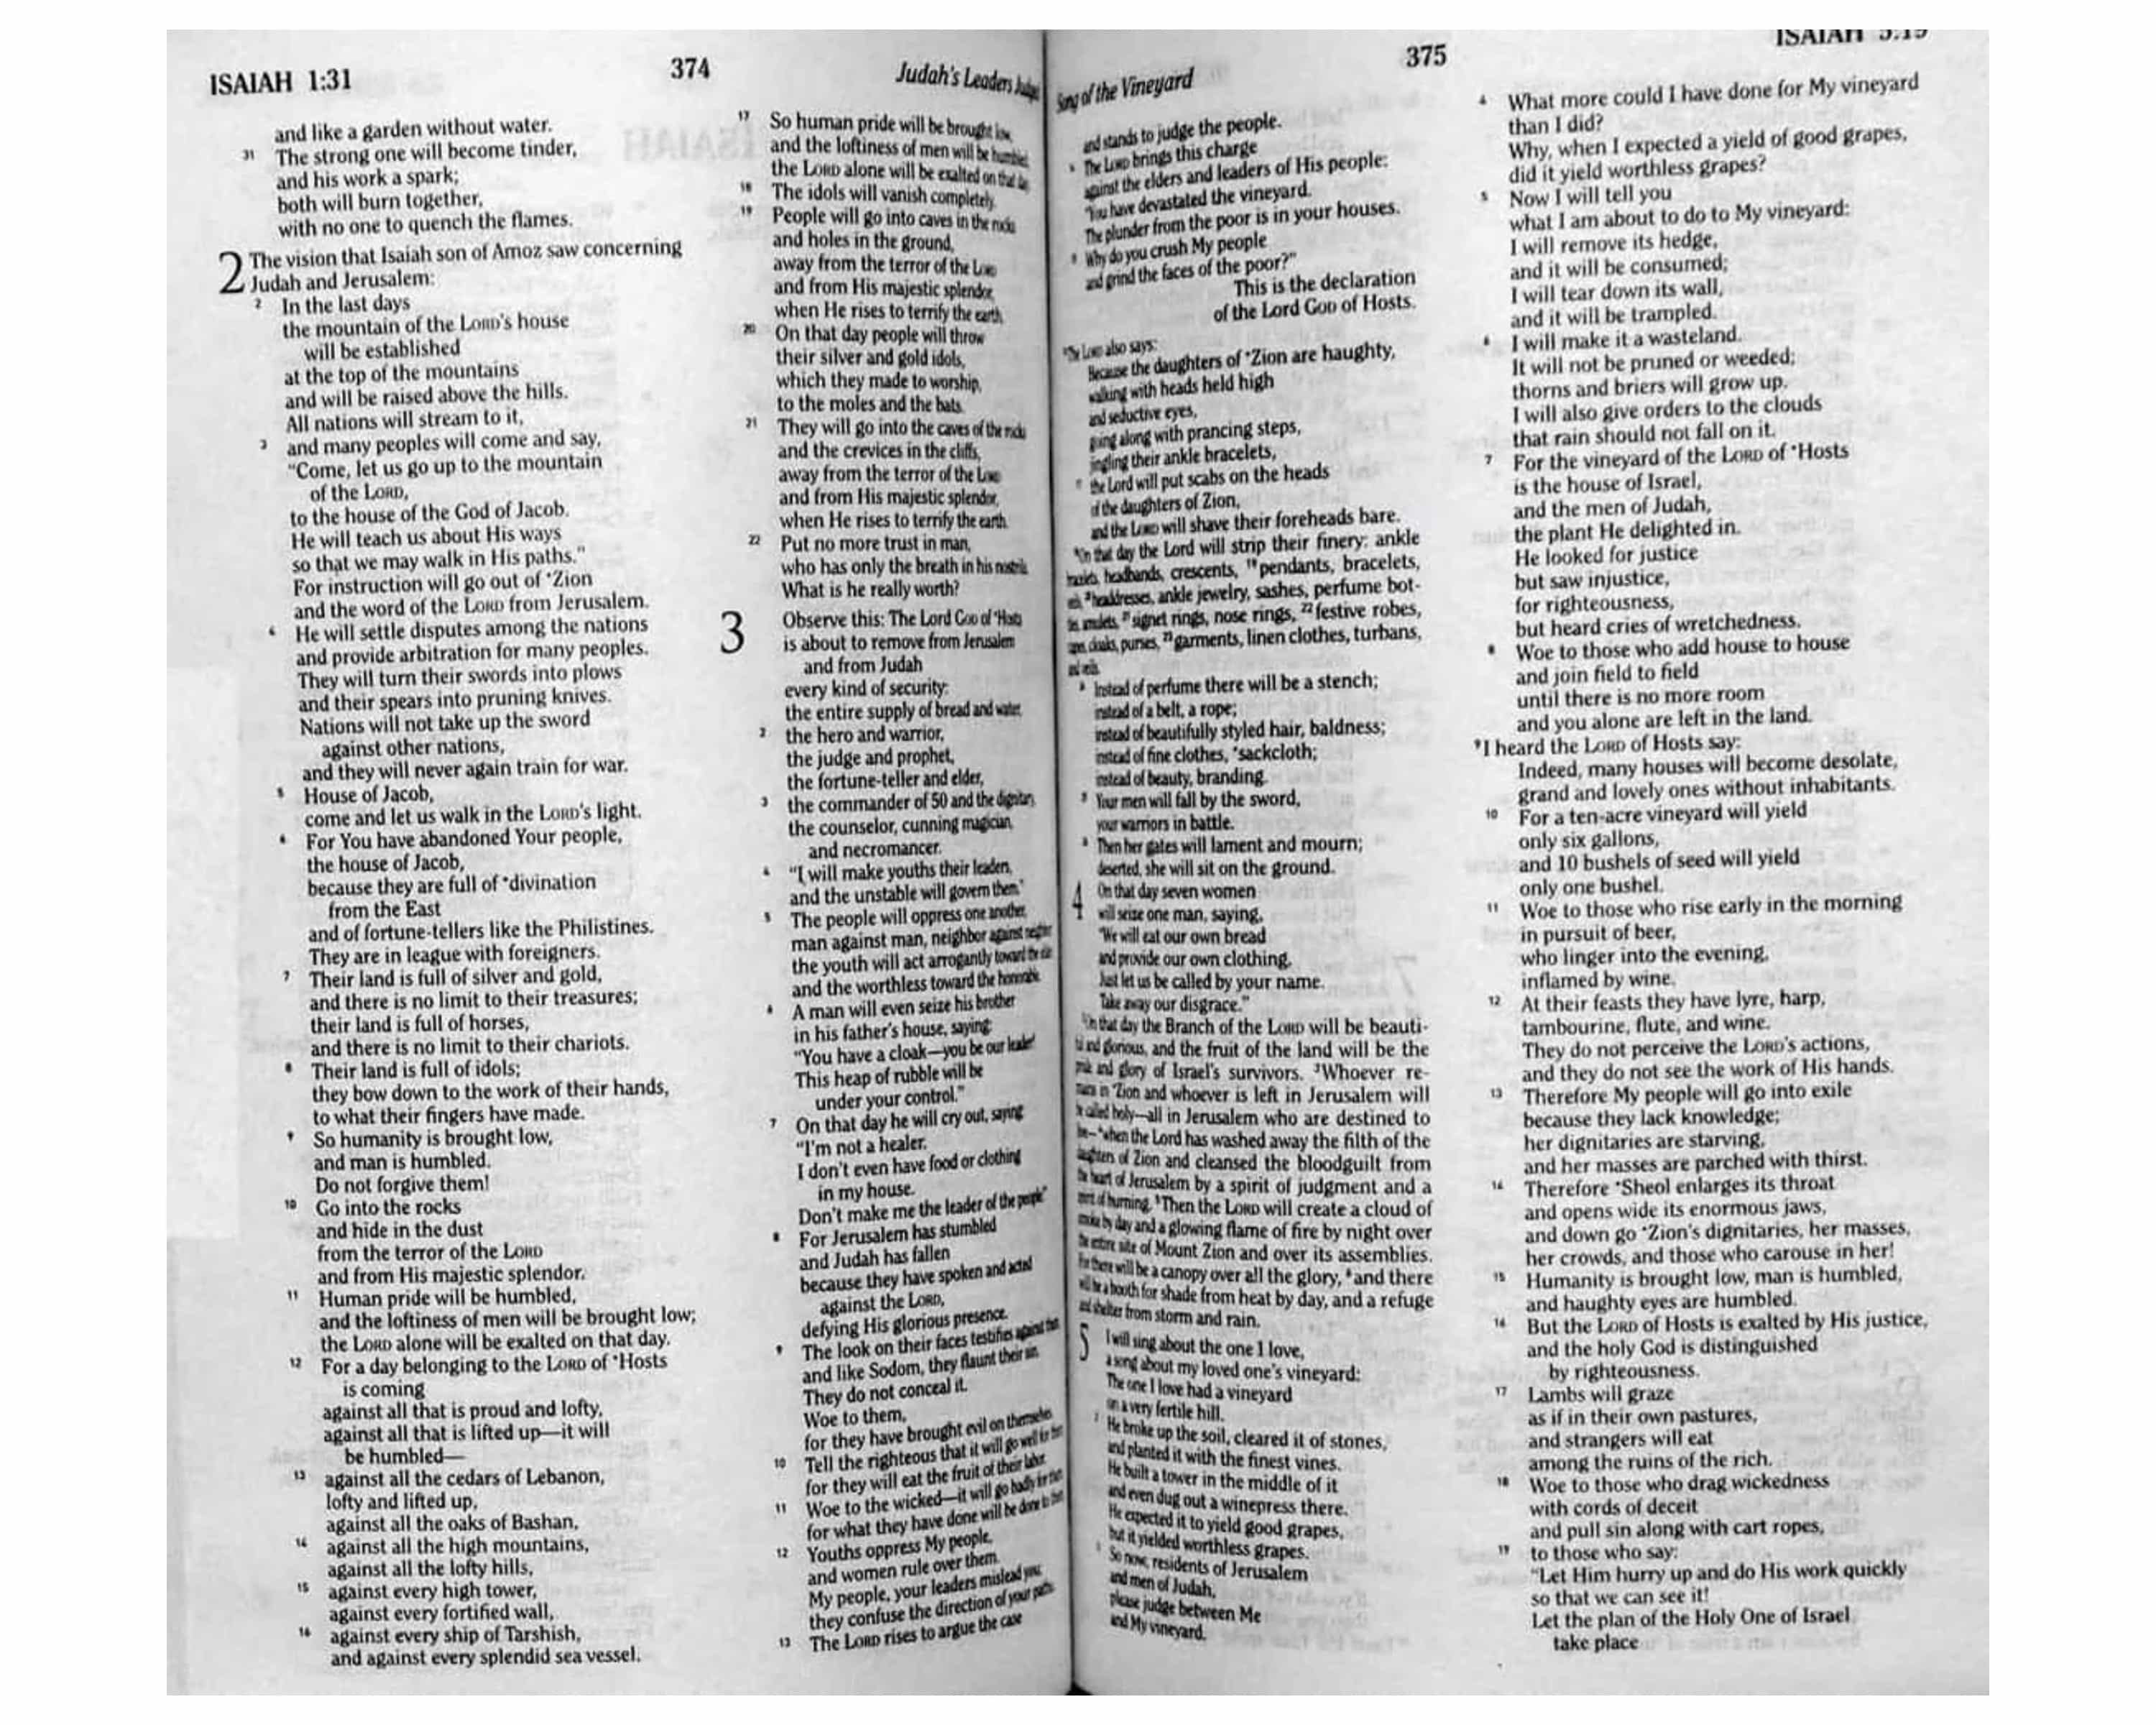 ISAIAH 1:31
374
Judah's Leaders
and like a garden without water.
31 The strong one will become tinder,
and his work a spark;
both will burn together,
with no one to quench the flames.
2 The vision that Isaiah son of Amoz saw concerning
Judah and Jerusalem:
2 In the last days
the mountain of the LORD's house
will be established
at the top of the mountains
and will be raised above the hills.
All nations will stream to it,
3 and many peoples will come and say,
"Come, let us go up to the mountain
of the LORD,
to the house of the God of Jacob.
He will teach us about His ways
so that we may walk in His paths."
For instruction will go out of *Zion
and the word of the LORD from Jerusalem.
4 He will settle disputes among the nations
and provide arbitration for many peoples.
They will turn their swords into plows
and their spears into pruning knives.
Nations will not take up the sword
against other nations,
and they will never again train for war.
5 House of Jacob,
come and let us walk in the LORD's light.
6 For You have abandoned Your people,
the house of Jacob,
because they are full of *divination
from the East
and of fortune-tellers like the Philistines.
They are in league with foreigners.
7 Their land is full of silver and gold,
and there is no limit to their treasures;
their land is full of horses,
and there is no limit to their chariots.
8 Their land is full of idols;
they bow down to the work of their hands,
to what their fingers have made.
9 So humanity is brought low,
and man is humbled.
Do not forgive them!
10 Go into the rocks
and hide in the dust
from the terror of the LORD
and from His majestic splendor.
11 Human pride will be humbled,
and the loftiness of men will be brought low;
the LORD alone will be exalted on that day.
12 For a day belonging to the LORD of *Hosts
is coming
against all that is proud and lofty,
against all that is lifted up—it will
be humbled—
13 against all the cedars of Lebanon,
lofty and lifted up,
against all the oaks of Bashan,
14 against all the high mountains,
against all the lofty hills,
15 against every high tower,
against every fortified wall,
16 against every ship of Tarshish,
and against every splendid sea vessel.
17 So human pride will be brought low,
and the loftiness of men will be humbled;
the LORD alone will be exalted on that day.
18 The idols will vanish completely.
19 People will go into caves in the rocks
and holes in the ground,
away from the terror of the LORD
and from His majestic splendor,
when He rises to terrify the earth.
20 On that day people will throw
their silver and gold idols,
which they made to worship,
to the moles and the bats.
21 They will go into the caves of the rocks
and the crevices in the cliffs,
away from the terror of the LORD
and from His majestic splendor,
when He rises to terrify the earth.
22 Put no more trust in man,
who has only the breath in his nostrils.
What is he really worth?
3 Observe this: The Lord GOD of *Hosts
is about to remove from Jerusalem
and from Judah
every kind of security:
the entire supply of bread and water,
2 the hero and warrior,
the judge and prophet,
the fortune-teller and elder,
3 the commander of 50 and the dignitary,
the counselor, cunning magician,
and necromancer.
4 "I will make youths their leaders,
and the unstable will govern them."
5 The people will oppress one another,
man against man, neighbor against neighbor;
the youth will act arrogantly toward the elder,
and the worthless toward the honorable.
6 A man will even seize his brother
in his father's house, saying:
"You have a cloak—you be our leader!
This heap of rubble will be
under your control."
7 On that day he will cry out, saying:
"I'm not a healer.
I don't even have food or clothing
in my house.
Don't make me the leader of the people!"
8 For Jerusalem has stumbled
and Judah has fallen
because they have spoken and acted
against the LORD,
defying His glorious presence.
9 The look on their faces testifies against them,
and like Sodom, they flaunt their sin.
They do not conceal it.
Woe to them,
for they have brought evil on themselves.
10 Tell the righteous that it will go well for them,
for they will eat the fruit of their labor.
11 Woe to the wicked—it will go badly for them,
for what they have done will be done to them.
12 Youths oppress My people,
and women rule over them.
My people, your leaders mislead you;
they confuse the direction of your paths.
13 The LORD rises to argue the case
Song of the Vineyard
375
ISAIAH 5:19
and stands to judge the people.
The LORD brings this charge
against the elders and leaders of His people:
"You have devastated the vineyard.
The plunder from the poor is in your houses.
Why do you crush My people
and grind the faces of the poor?"
This is the declaration
of the Lord GOD of Hosts.
The LORD also says:
Because the daughters of *Zion are haughty,
walking with heads held high
and seductive eyes,
going along with prancing steps,
jingling their ankle bracelets,
the Lord will put scabs on the heads
of the daughters of Zion,
and the LORD will shave their foreheads bare.
On that day the Lord will strip their finery: ankle
headbands, crescents, 19 pendants, bracelets,
headdresses, ankle jewelry, sashes, perfume bot-
amulets, 21 signet rings, nose rings, 22 festive robes,
cloaks, purses, 23 garments, linen clothes, turbans,
and veils.
Instead of perfume there will be a stench;
instead of a belt, a rope;
instead of beautifully styled hair, baldness;
instead of fine clothes, *sackcloth;
instead of beauty, branding.
Your men will fall by the sword,
your warriors in battle.
Then her gates will lament and mourn;
deserted, she will sit on the ground.
4 On that day seven women
will seize one man, saying,
"We will eat our own bread
and provide our own clothing.
Just let us be called by your name.
Take away our disgrace."
2 On that day the Branch of the LORD will be beauti-
and glorious, and the fruit of the land will be the
and glory of Israel's survivors. 3 Whoever re-
in *Zion and whoever is left in Jerusalem will
be called holy—all in Jerusalem who are destined to
4 when the Lord has washed away the filth of the
daughters of Zion and cleansed the bloodguilt from
the heart of Jerusalem by a spirit of judgment and a
of burning. 5 Then the LORD will create a cloud of
smoke by day and a glowing flame of fire by night over
the entire site of Mount Zion and over its assemblies.
For there will be a canopy over all the glory, 6 and there
will be a booth for shade from heat by day, and a refuge
and shelter from storm and rain.
5 I will sing about the one I love,
a song about my loved one's vineyard:
The one I love had a vineyard
on a very fertile hill.
2 He broke up the soil, cleared it of stones,
and planted it with the finest vines.
He built a tower in the middle of it
and even dug out a winepress there.
He expected it to yield good grapes,
but it yielded worthless grapes.
So now, residents of Jerusalem
and men of Judah,
please judge between Me
and My vineyard.
4 What more could I have done for My vineyard
than I did?
Why, when I expected a yield of good grapes,
did it yield worthless grapes?
5 Now I will tell you
what I am about to do to My vineyard:
I will remove its hedge,
and it will be consumed;
I will tear down its wall,
and it will be trampled.
6 I will make it a wasteland.
It will not be pruned or weeded;
thorns and briers will grow up.
I will also give orders to the clouds
that rain should not fall on it.
7 For the vineyard of the LORD of *Hosts
is the house of Israel,
and the men of Judah,
the plant He delighted in.
He looked for justice
but saw injustice,
for righteousness,
but heard cries of wretchedness.
8 Woe to those who add house to house
and join field to field
until there is no more room
and you alone are left in the land.
9 I heard the LORD of Hosts say:
Indeed, many houses will become desolate,
grand and lovely ones without inhabitants.
10 For a ten-acre vineyard will yield
only six gallons,
and 10 bushels of seed will yield
only one bushel.
11 Woe to those who rise early in the morning
in pursuit of beer,
who linger into the evening,
inflamed by wine.
12 At their feasts they have lyre, harp,
tambourine, flute, and wine.
They do not perceive the LORD's actions,
and they do not see the work of His hands.
13 Therefore My people will go into exile
because they lack knowledge;
her dignitaries are starving,
and her masses are parched with thirst.
14 Therefore *Sheol enlarges its throat
and opens wide its enormous jaws,
and down go *Zion's dignitaries, her masses,
her crowds, and those who carouse in her!
15 Humanity is brought low, man is humbled,
and haughty eyes are humbled.
16 But the LORD of Hosts is exalted by His justice,
and the holy God is distinguished
by righteousness.
17 Lambs will graze
as if in their own pastures,
and strangers will eat
among the ruins of the rich.
18 Woe to those who drag wickedness
with cords of deceit
and pull sin along with cart ropes,
19 to those who say:
"Let Him hurry up and do His work quickly
so that we can see it!
Let the plan of the Holy One of Israel
take place